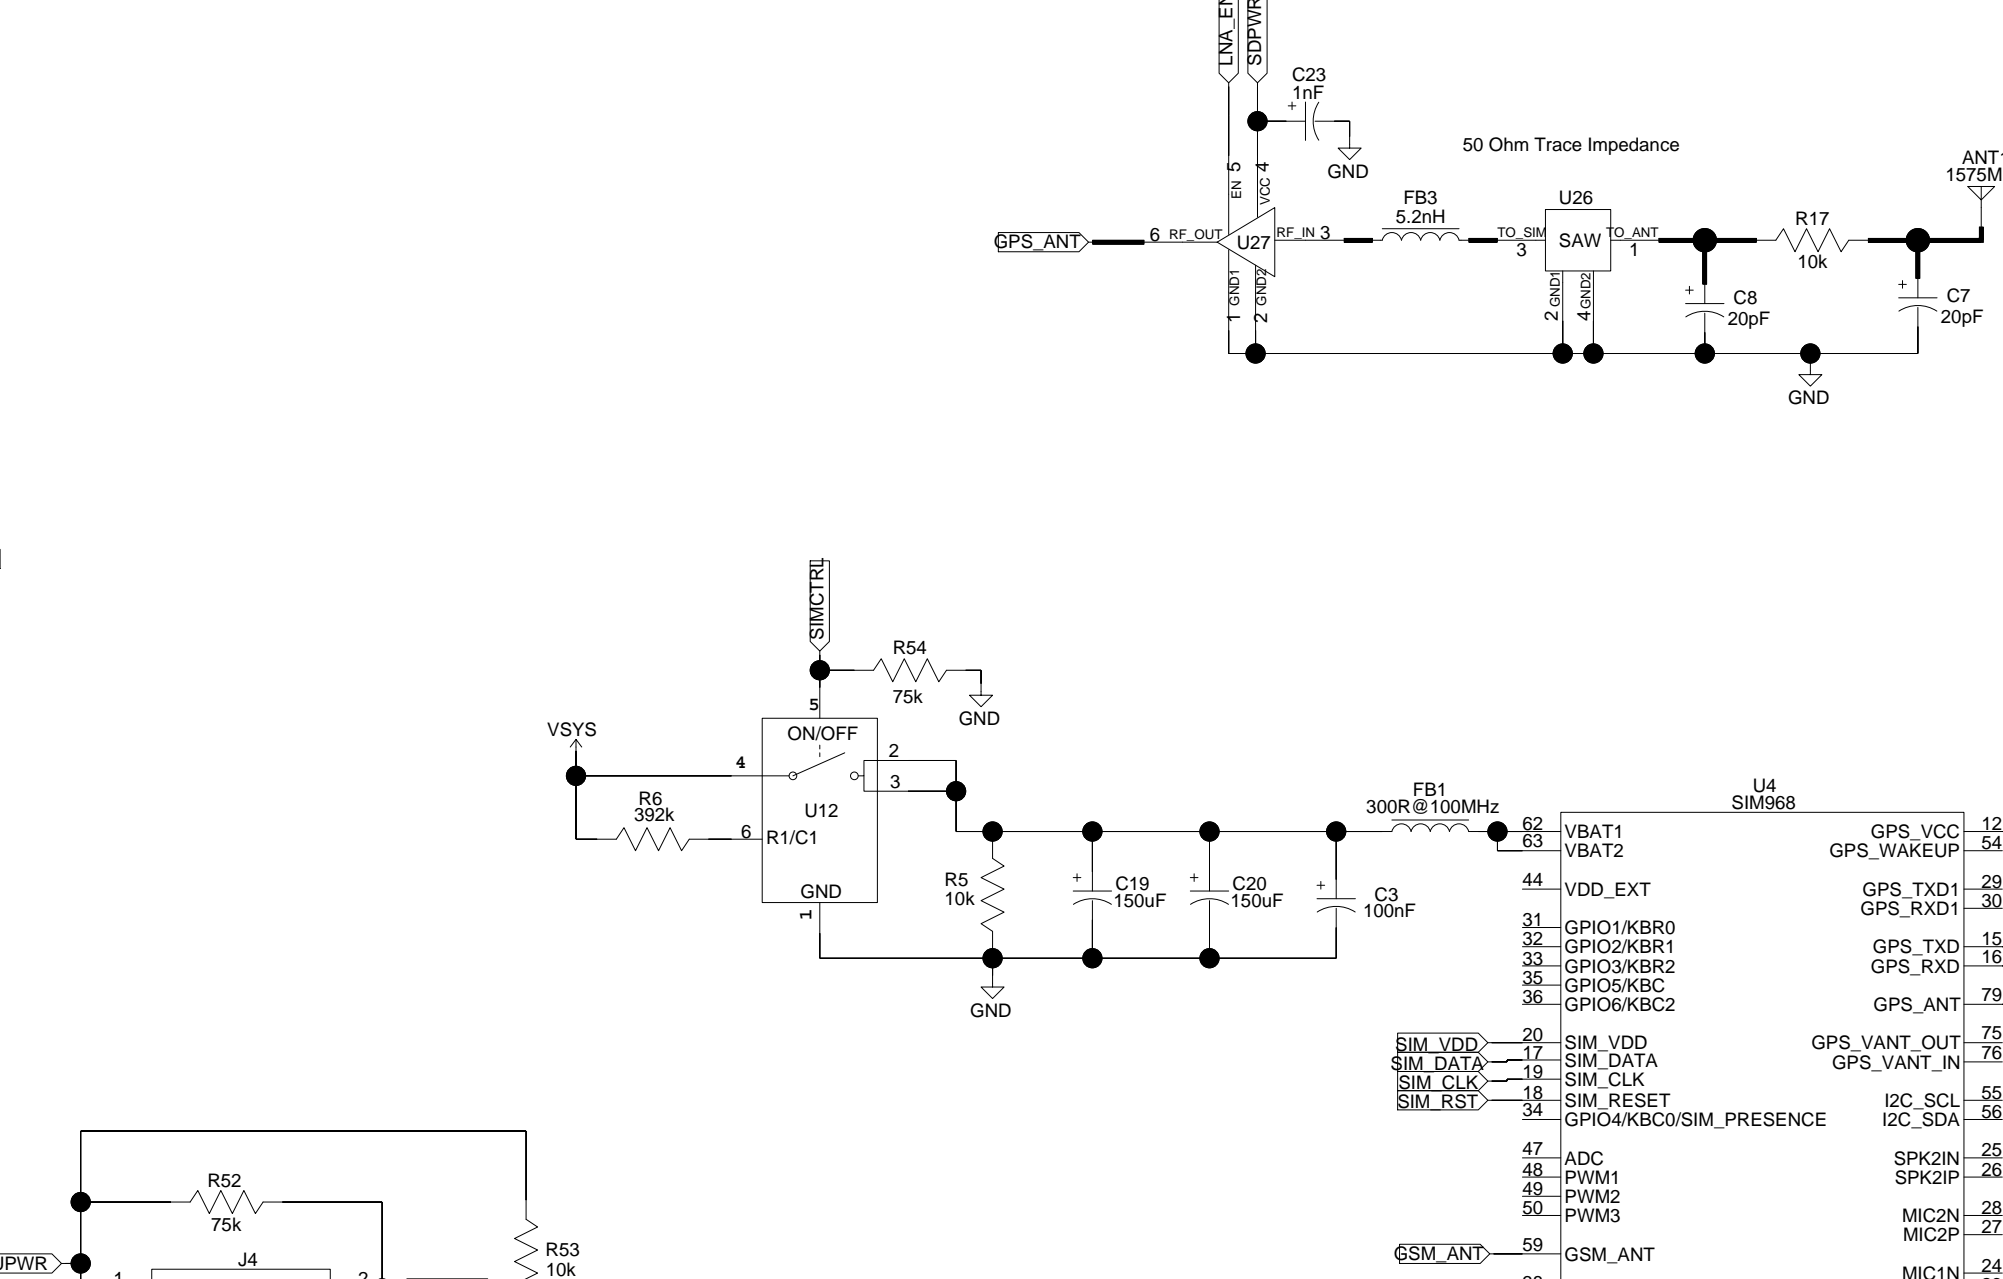 LNA_EN
SDPWR
C23
1nF
GND
50 Ohm Trace Impedance
EN 5
VCC 4
GPS_ANT
6 RF_OUT
U27
RF_IN 3
1 GND1
2 GND2
FB3
5.2nH
U26
TO_SIM
3
SAW
TO_ANT
1
2 GND1
4 GND2
R17
10k
C8
20pF
C7
20pF
GND
SIMCTRL
R54
75k
GND
5
VSYS
ON/OFF
4
2
3
R6
392k
U12
6
R1/C1
GND
1
R5
10k
C19
150uF
C20
150uF
C3
100nF
GND
FB1
300R@100MHz
U4
SIM968
62 VBAT1
63 VBAT2
44 VDD_EXT
31 GPIO1/KBR0
32 GPIO2/KBR1
33 GPIO3/KBR2
35 GPIO5/KBC
36 GPIO6/KBC2
SIM_VDD 20 SIM_VDD
SIM_DATA 17 SIM_DATA
SIM_CLK 19 SIM_CLK
SIM_RST 18 SIM_RESET
34 GPIO4/KBC0/SIM_PRESENCE
47 ADC
48 PWM1
49 PWM2
50 PWM3
GSM_ANT 59 GSM_ANT
GPS_VCC 12
GPS_WAKEUP 54
GPS_TXD1 29
GPS_RXD1 30
GPS_TXD 15
GPS_RXD 16
GPS_ANT 79
GPS_VANT_OUT 75
GPS_VANT_IN 76
I2C_SCL 55
I2C_SDA 56
SPK2IN 25
SPK2IP 26
MIC2N 28
MIC2P 27
MIC1N 24
R52
75k
R53
10k
J4
1
2